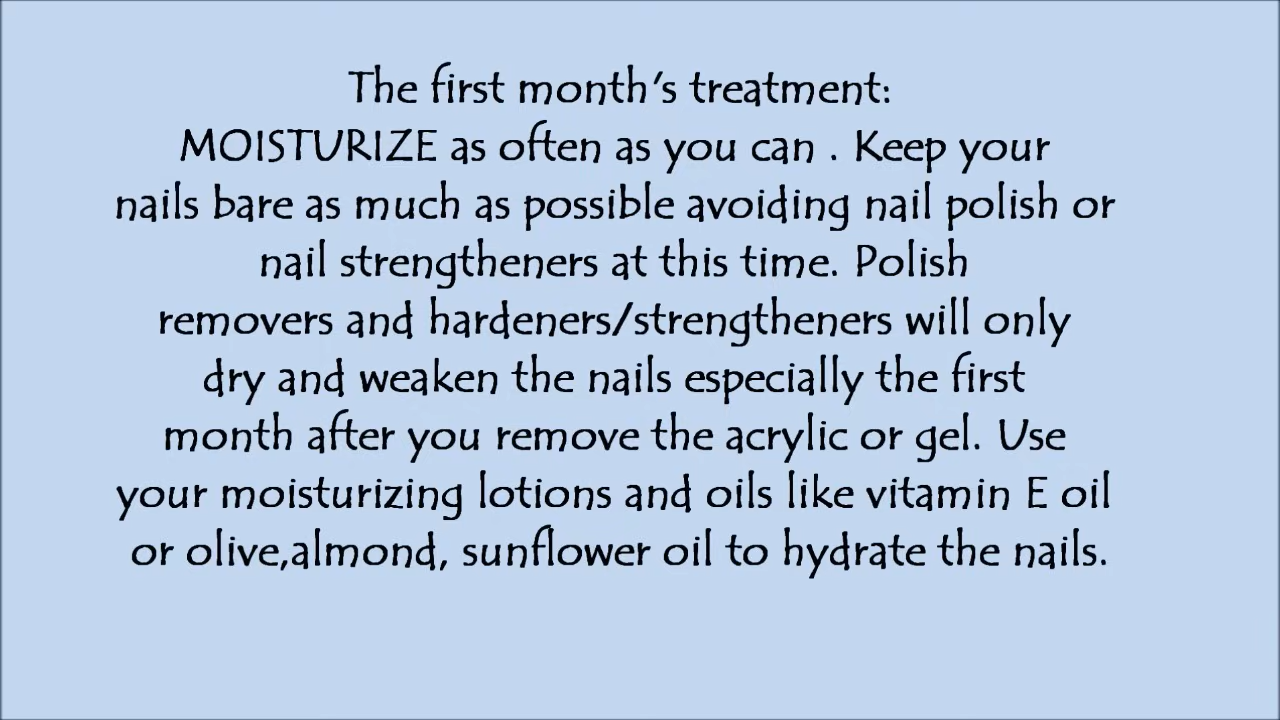 The first month's treatment:
MOISTURIZE as often as you can . Keep your
nails bare as much as possible avoiding nail polish or
nail strengtheners at this time. Polish
removers and hardeners/strengtheners will only
dry and weaken the nails especially the first
month after you remove the acrylic or gel. Use
your moisturizing lotions and oils like vitamin E oil
or olive,almond, sunflower oil to hydrate the nails.